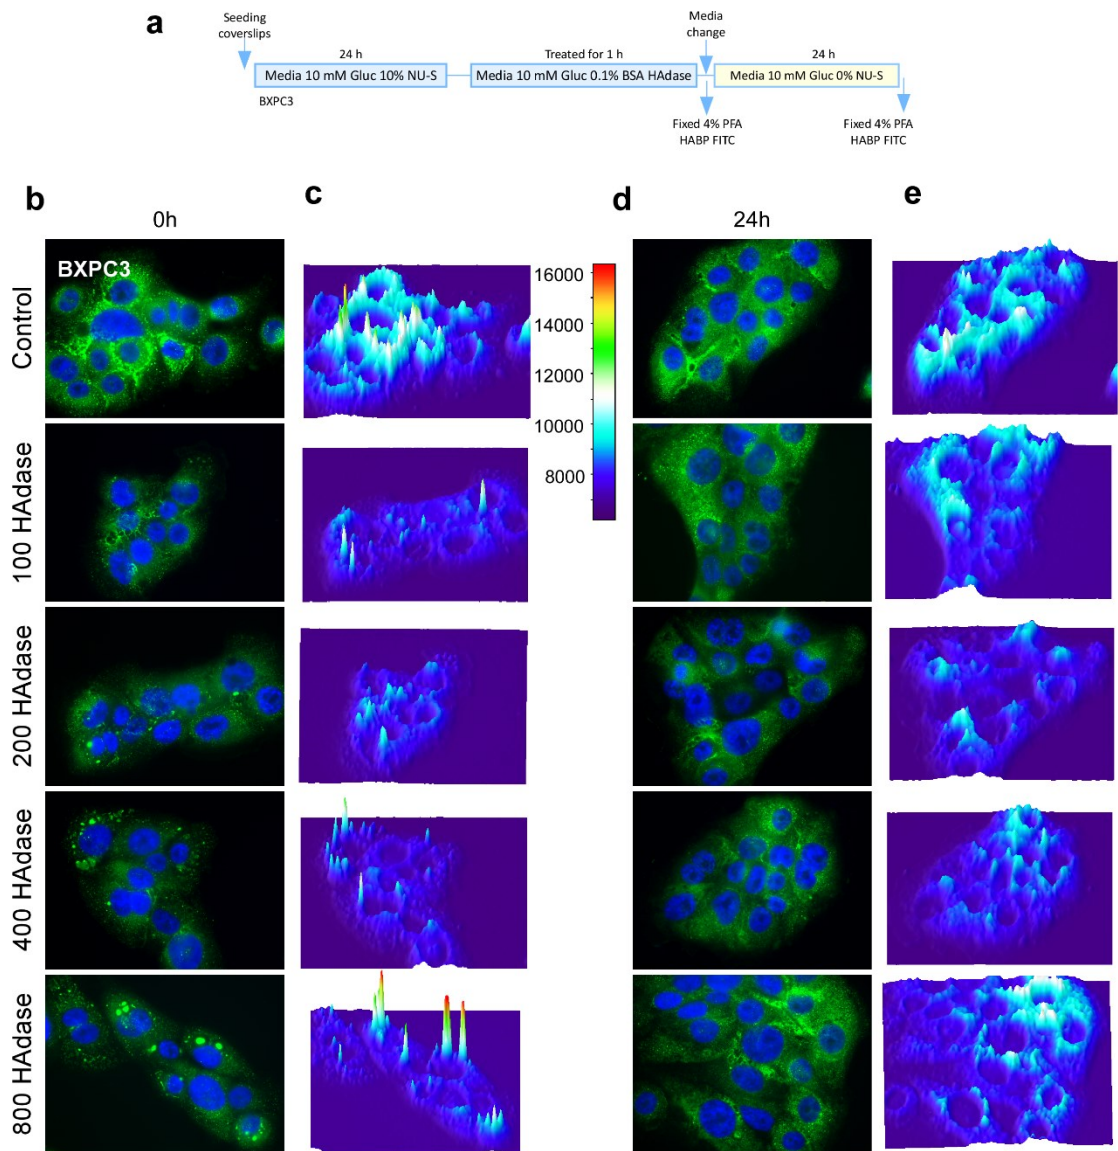 a
Seeding
coverslips
Media
change
24 h
Treated for 1 h
24 h
Media 10 mM Gluc 10% NU-S
Media 10 mM Gluc 0.1% BSA HAdase
Media 10 mM Gluc 0% NU-S
BXPC3
Fixed 4% PFA
HABP FITC
Fixed 4% PFA
HABP FITC
b
c
d
e
0h
24h
BXPC3
16000
14000
12000
10000
8000
Control
100 HAdase
200 HAdase
400 HAdase
800 HAdase